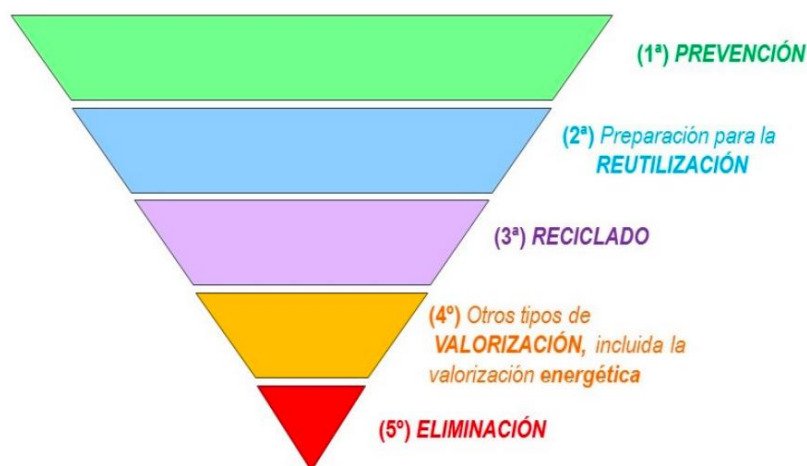 (1ª) PREVENCIÓN
(2ª) Preparación para la
REUTILIZACIÓN
(3ª) RECICLADO
(4º) Otros tipos de
VALORIZACIÓN, incluida la
valorización energética
(5º) ELIMINACIÓN